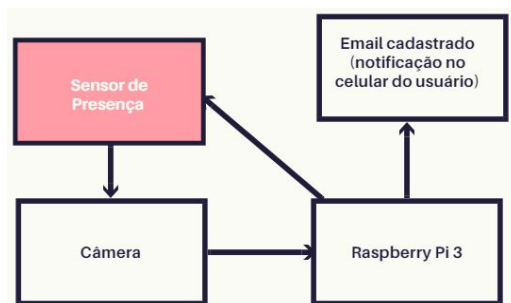 Sensor de
Presença
Email cadastrado
(notificação no
celular do usuário)
Câmera
Raspberry Pi 3